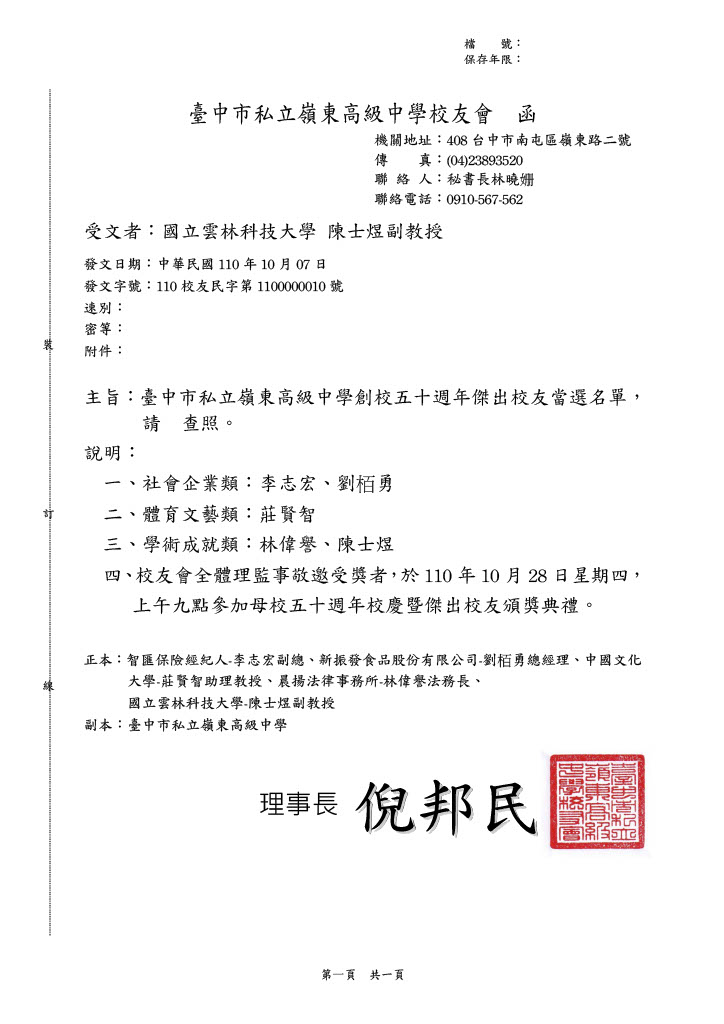 檔　　號：
保存年限：
臺中市私立嶺東高級中學校友會　函
機關地址：408 台中市南屯區嶺東路二號
傳　　真：(04)23893520
聯 絡 人：秘書長林曉姍
聯絡電話：0910-567-562
受文者：國立雲林科技大學 陳士煜副教授
發文日期：中華民國 110 年 10 月 07 日
發文字號：110 校友民字第 1100000010 號
速別：
密等：
附件：
裝
訂
線
主旨：臺中市私立嶺東高級中學創校五十週年傑出校友當選名單，
請　查照。
說明：
一、社會企業類：李志宏、劉栢勇
二、體育文藝類：莊賢智
三、學術成就類：林偉譽、陳士煜
四、校友會全體理監事敬邀受獎者，於 110 年 10 月 28 日星期四，
上午九點參加母校五十週年校慶暨傑出校友頒獎典禮。
正本：智匯保險經紀人-李志宏副總、新振發食品股份有限公司-劉栢勇總經理、中國文化
大學-莊賢智助理教授、晨揚法律事務所-林偉譽法務長、
國立雲林科技大學-陳士煜副教授
副本：臺中市私立嶺東高級中學
理事長 倪邦民
臺中市私立
嶺東高級
中學校友會
第一頁　共一頁